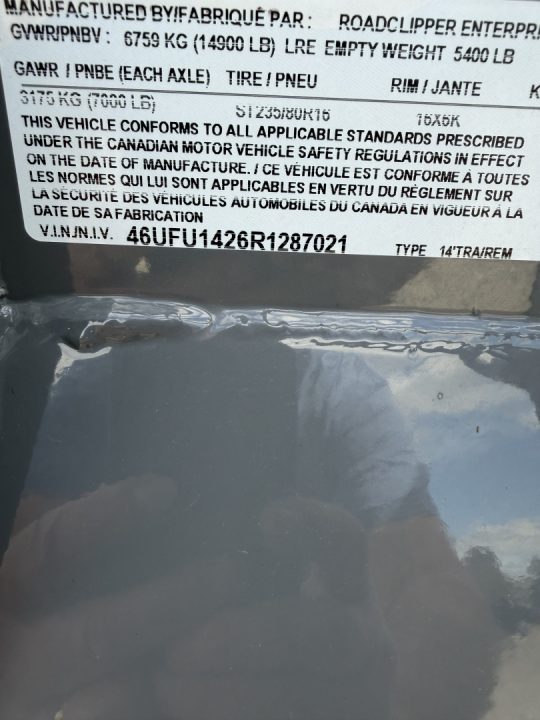 MANUFACTURED BY/FABRIQUÉ PAR: ROADCLIPPER
GVWR/PNBV: 6759 KG (14900 LB) LRE EMPTY WEIGHT 5400 LB
GAWR / PNBE (EACH AXLE) TIRE / PNEU RIM / JANTE
3175 KG (7000 LB) ST235/80R16 16X6K
THIS VEHICLE CONFORMS TO ALL APPLICABLE STANDARDS PRESCRIBED
UNDER THE CANADIAN MOTOR VEHICLE SAFETY REGULATIONS IN EFFECT
ON THE DATE OF MANUFACTURE. / CE VÉHICULE EST CONFORME À TOUTES
LES NORMES QUI LUI SONT APPLICABLES EN VERTU DU RÈGLEMENT SUR
LA SÉCURITÉ DES VÉHICULES AUTOMOBILES DU CANADA EN VIGUEUR À LA
DATE DE SA FABRICATION
V.I.N./N.I.V. 46UFU1426R1287021 TYPE 14'TRA/REM